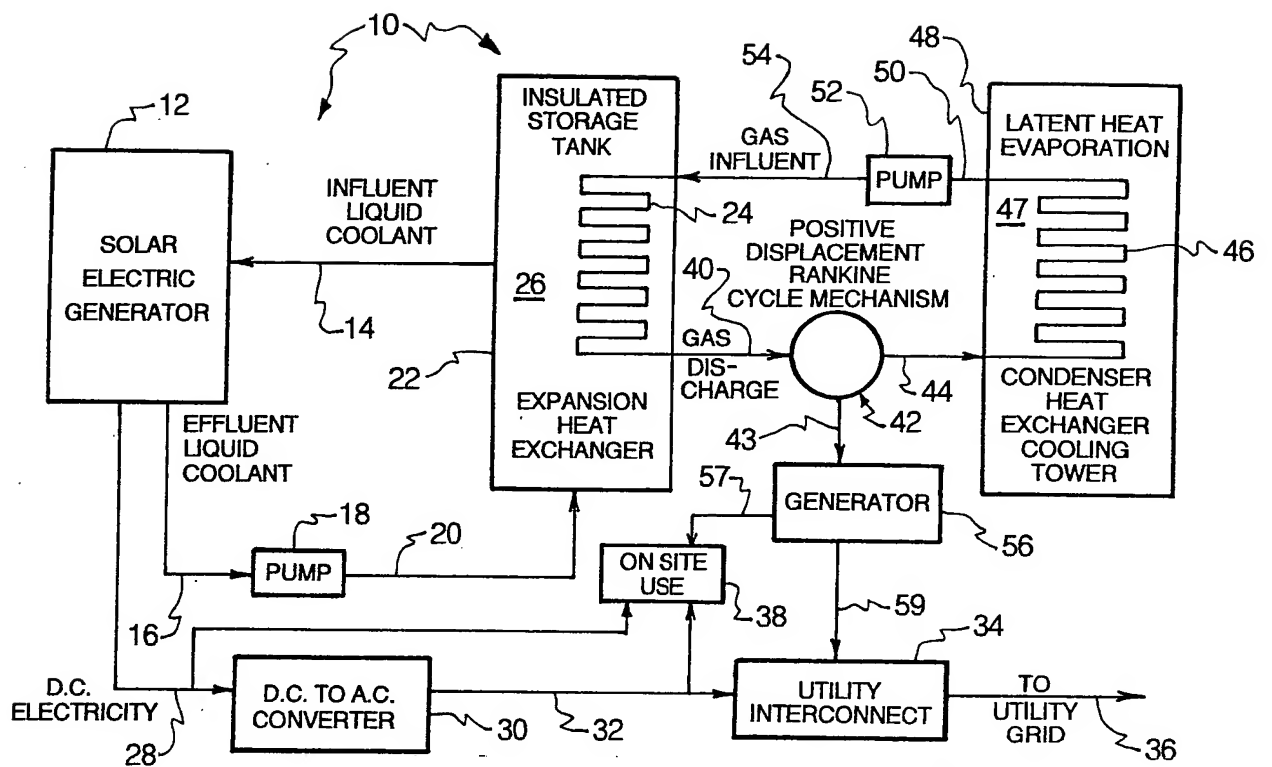 10
12
SOLAR
ELECTRIC
GENERATOR
INFLUENT
LIQUID
COOLANT
14
EFFLUENT
LIQUID
COOLANT
16
18
PUMP
20
INSULATED
STORAGE
TANK
24
26
22
EXPANSION
HEAT
EXCHANGER
54
GAS
INFLUENT
52
PUMP
50
48
LATENT HEAT
EVAPORATION
47
46
CONDENSER
HEAT
EXCHANGER
COOLING
TOWER
POSITIVE
DISPLACEMENT
RANKINE
CYCLE MECHANISM
40
GAS
DIS-
CHARGE
44
42
43
GENERATOR
56
57
59
ON SITE
USE
38
D.C.
ELECTRICITY
28
D.C. TO A.C.
CONVERTER
30
32
34
UTILITY
INTERCONNECT
TO
UTILITY
GRID
36